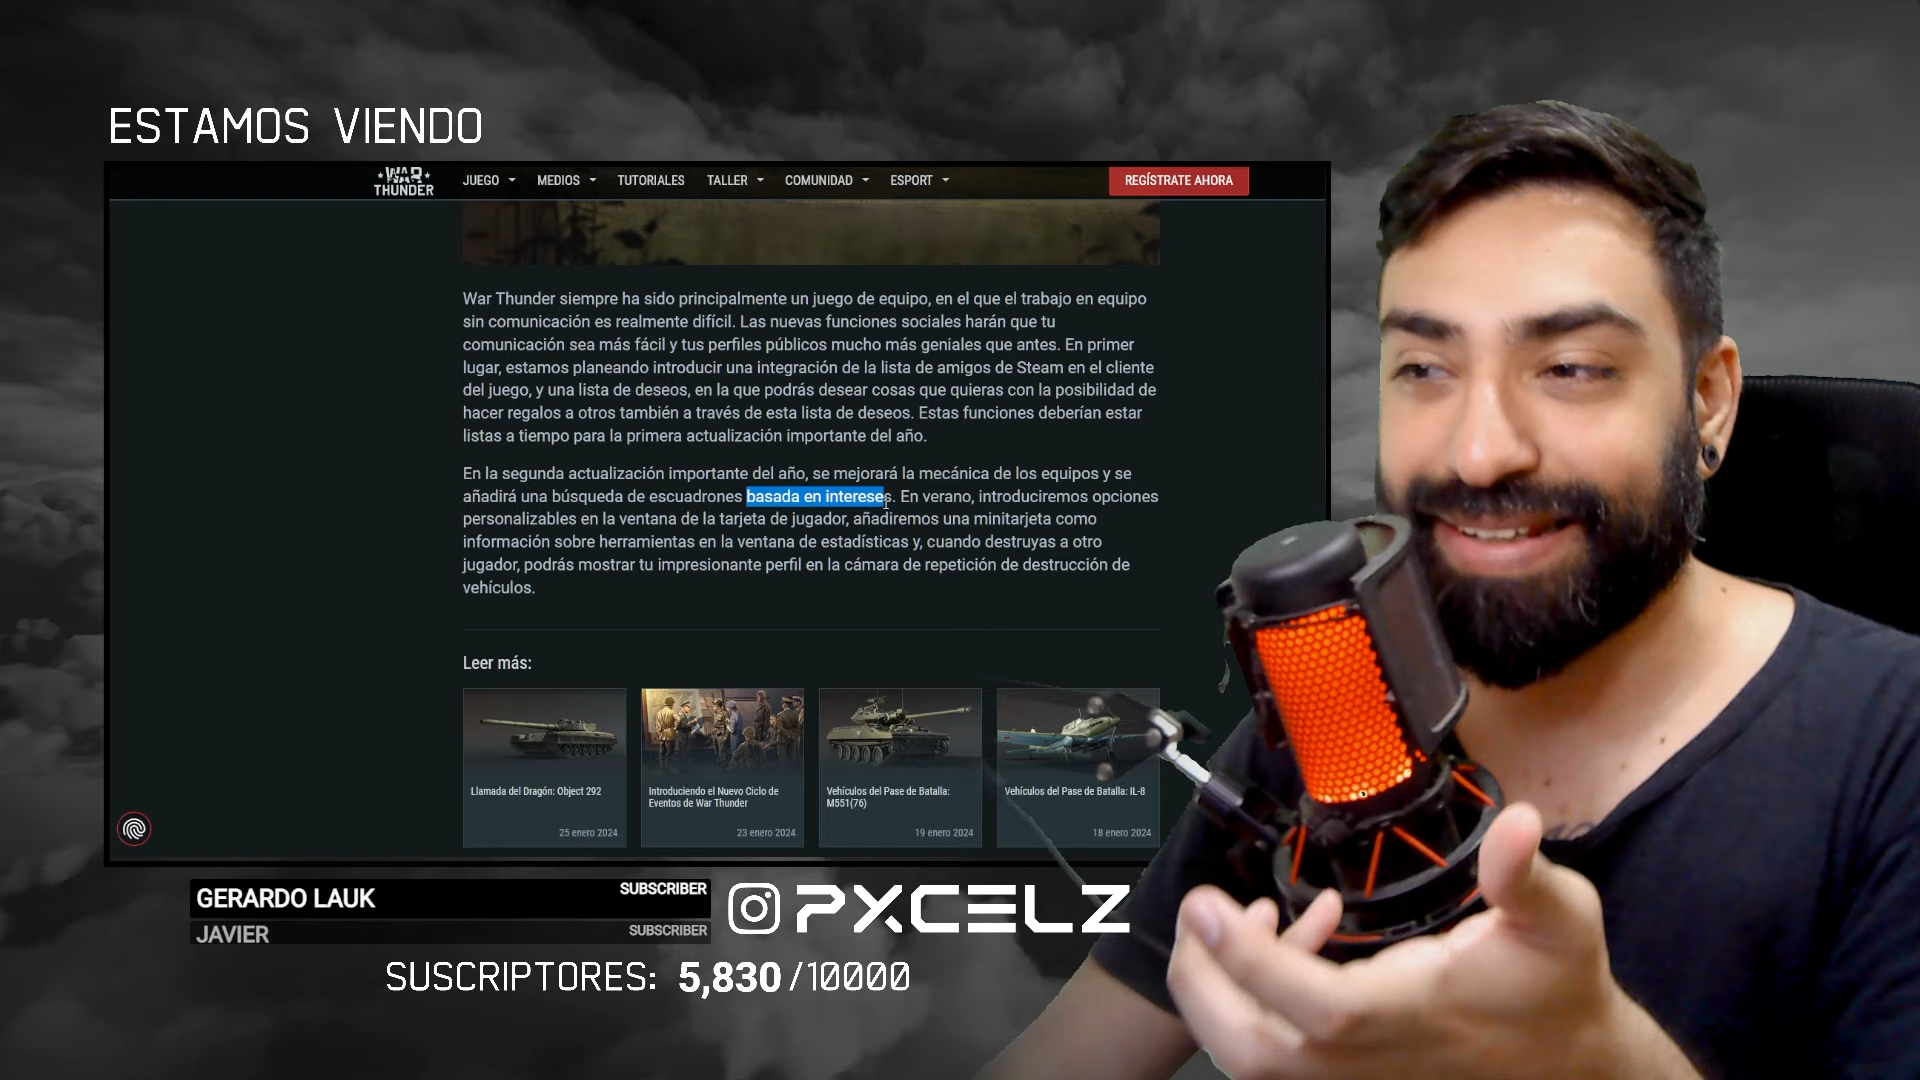 ESTAMOS VIENDO
WAR THUNDER
JUEGO MEDIOS TUTORIALES TALLER COMUNIDAD ESPORT REGÍSTRATE AHORA
War Thunder siempre ha sido principalmente un juego de equipo, en el que el trabajo en equipo
sin comunicación es realmente difícil. Las nuevas funciones sociales harán que tu
comunicación sea más fácil y tus perfiles públicos mucho más geniales que antes. En primer
lugar, estamos planeando introducir una integración de la lista de amigos de Steam en el cliente
del juego, y una lista de deseos, en la que podrás desear cosas que quieras con la posibilidad de
hacer regalos a otros también a través de esta lista de deseos. Estas funciones deberían estar
listas a tiempo para la primera actualización importante del año.
En la segunda actualización importante del año, se mejorará la mecánica de los equipos y se
añadirá una búsqueda de escuadrones basada en intereses. En verano, introduciremos opciones
personalizables en la ventana de la tarjeta de jugador, añadiremos una minitarjeta como
información sobre herramientas en la ventana de estadísticas y, cuando destruyas a otro
jugador, podrás mostrar tu impresionante perfil en la cámara de repetición de destrucción de
vehículos.
Leer más:
Llamada del Dragón: Object 292
25 enero 2024
Introduciendo el Nuevo Ciclo de
Eventos de War Thunder
23 enero 2024
Vehículos del Pase de Batalla:
M551(76)
19 enero 2024
Vehículos del Pase de Batalla: IL-8
18 enero 2024
GERARDO LAUK SUBSCRIBER
JAVIER SUBSCRIBER
PXCELZ
SUSCRIPTORES: 5,830/10000